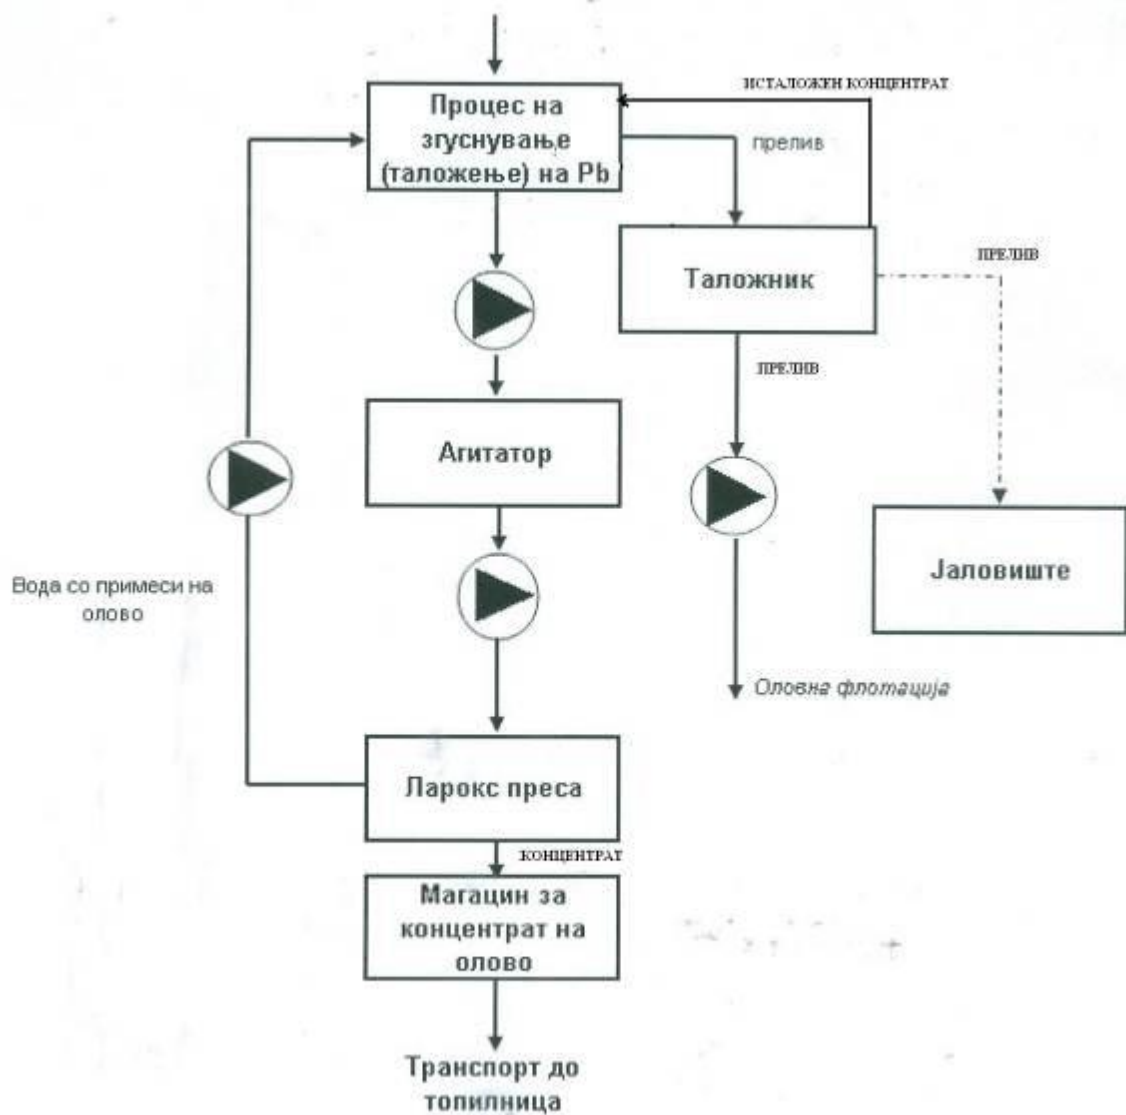 ИСТАЛОЖЕН КОНЦЕНТРАТ
Процес на
згуснување
(таложење) на Pb
прелив
Таложник
ПРЕЛИВ
ПРЕЛИВ
Агитатор
Јаловиште
Вода со примеси на
олово
Оловна флотација
Ларокс преса
КОНЦЕНТРАТ
Магацин за
концентрат на
олово
Транспорт до
топилница